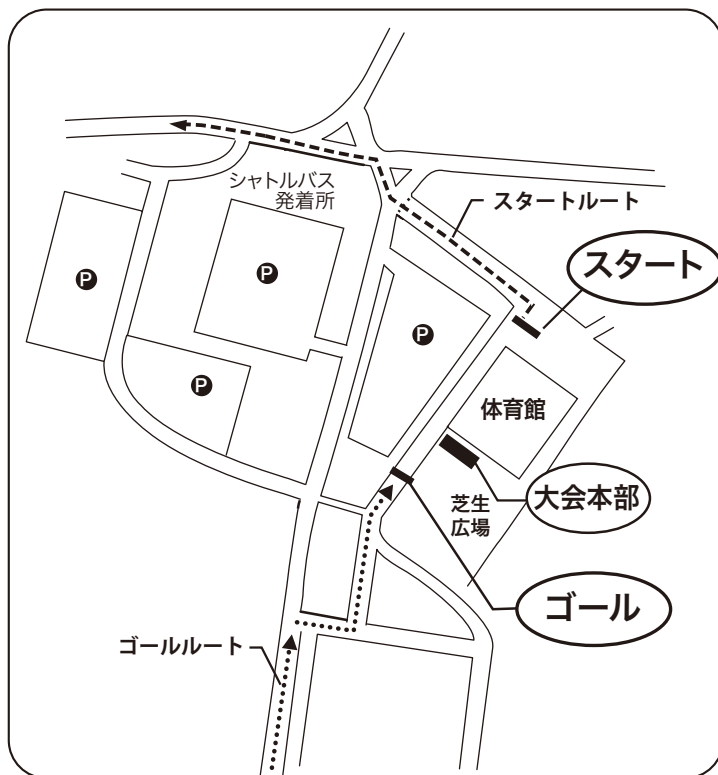 シャトルバス
発着所
スタートルート
スタート
P
P
P
P
体育館
大会本部
芝生
広場
ゴール
ゴールルート